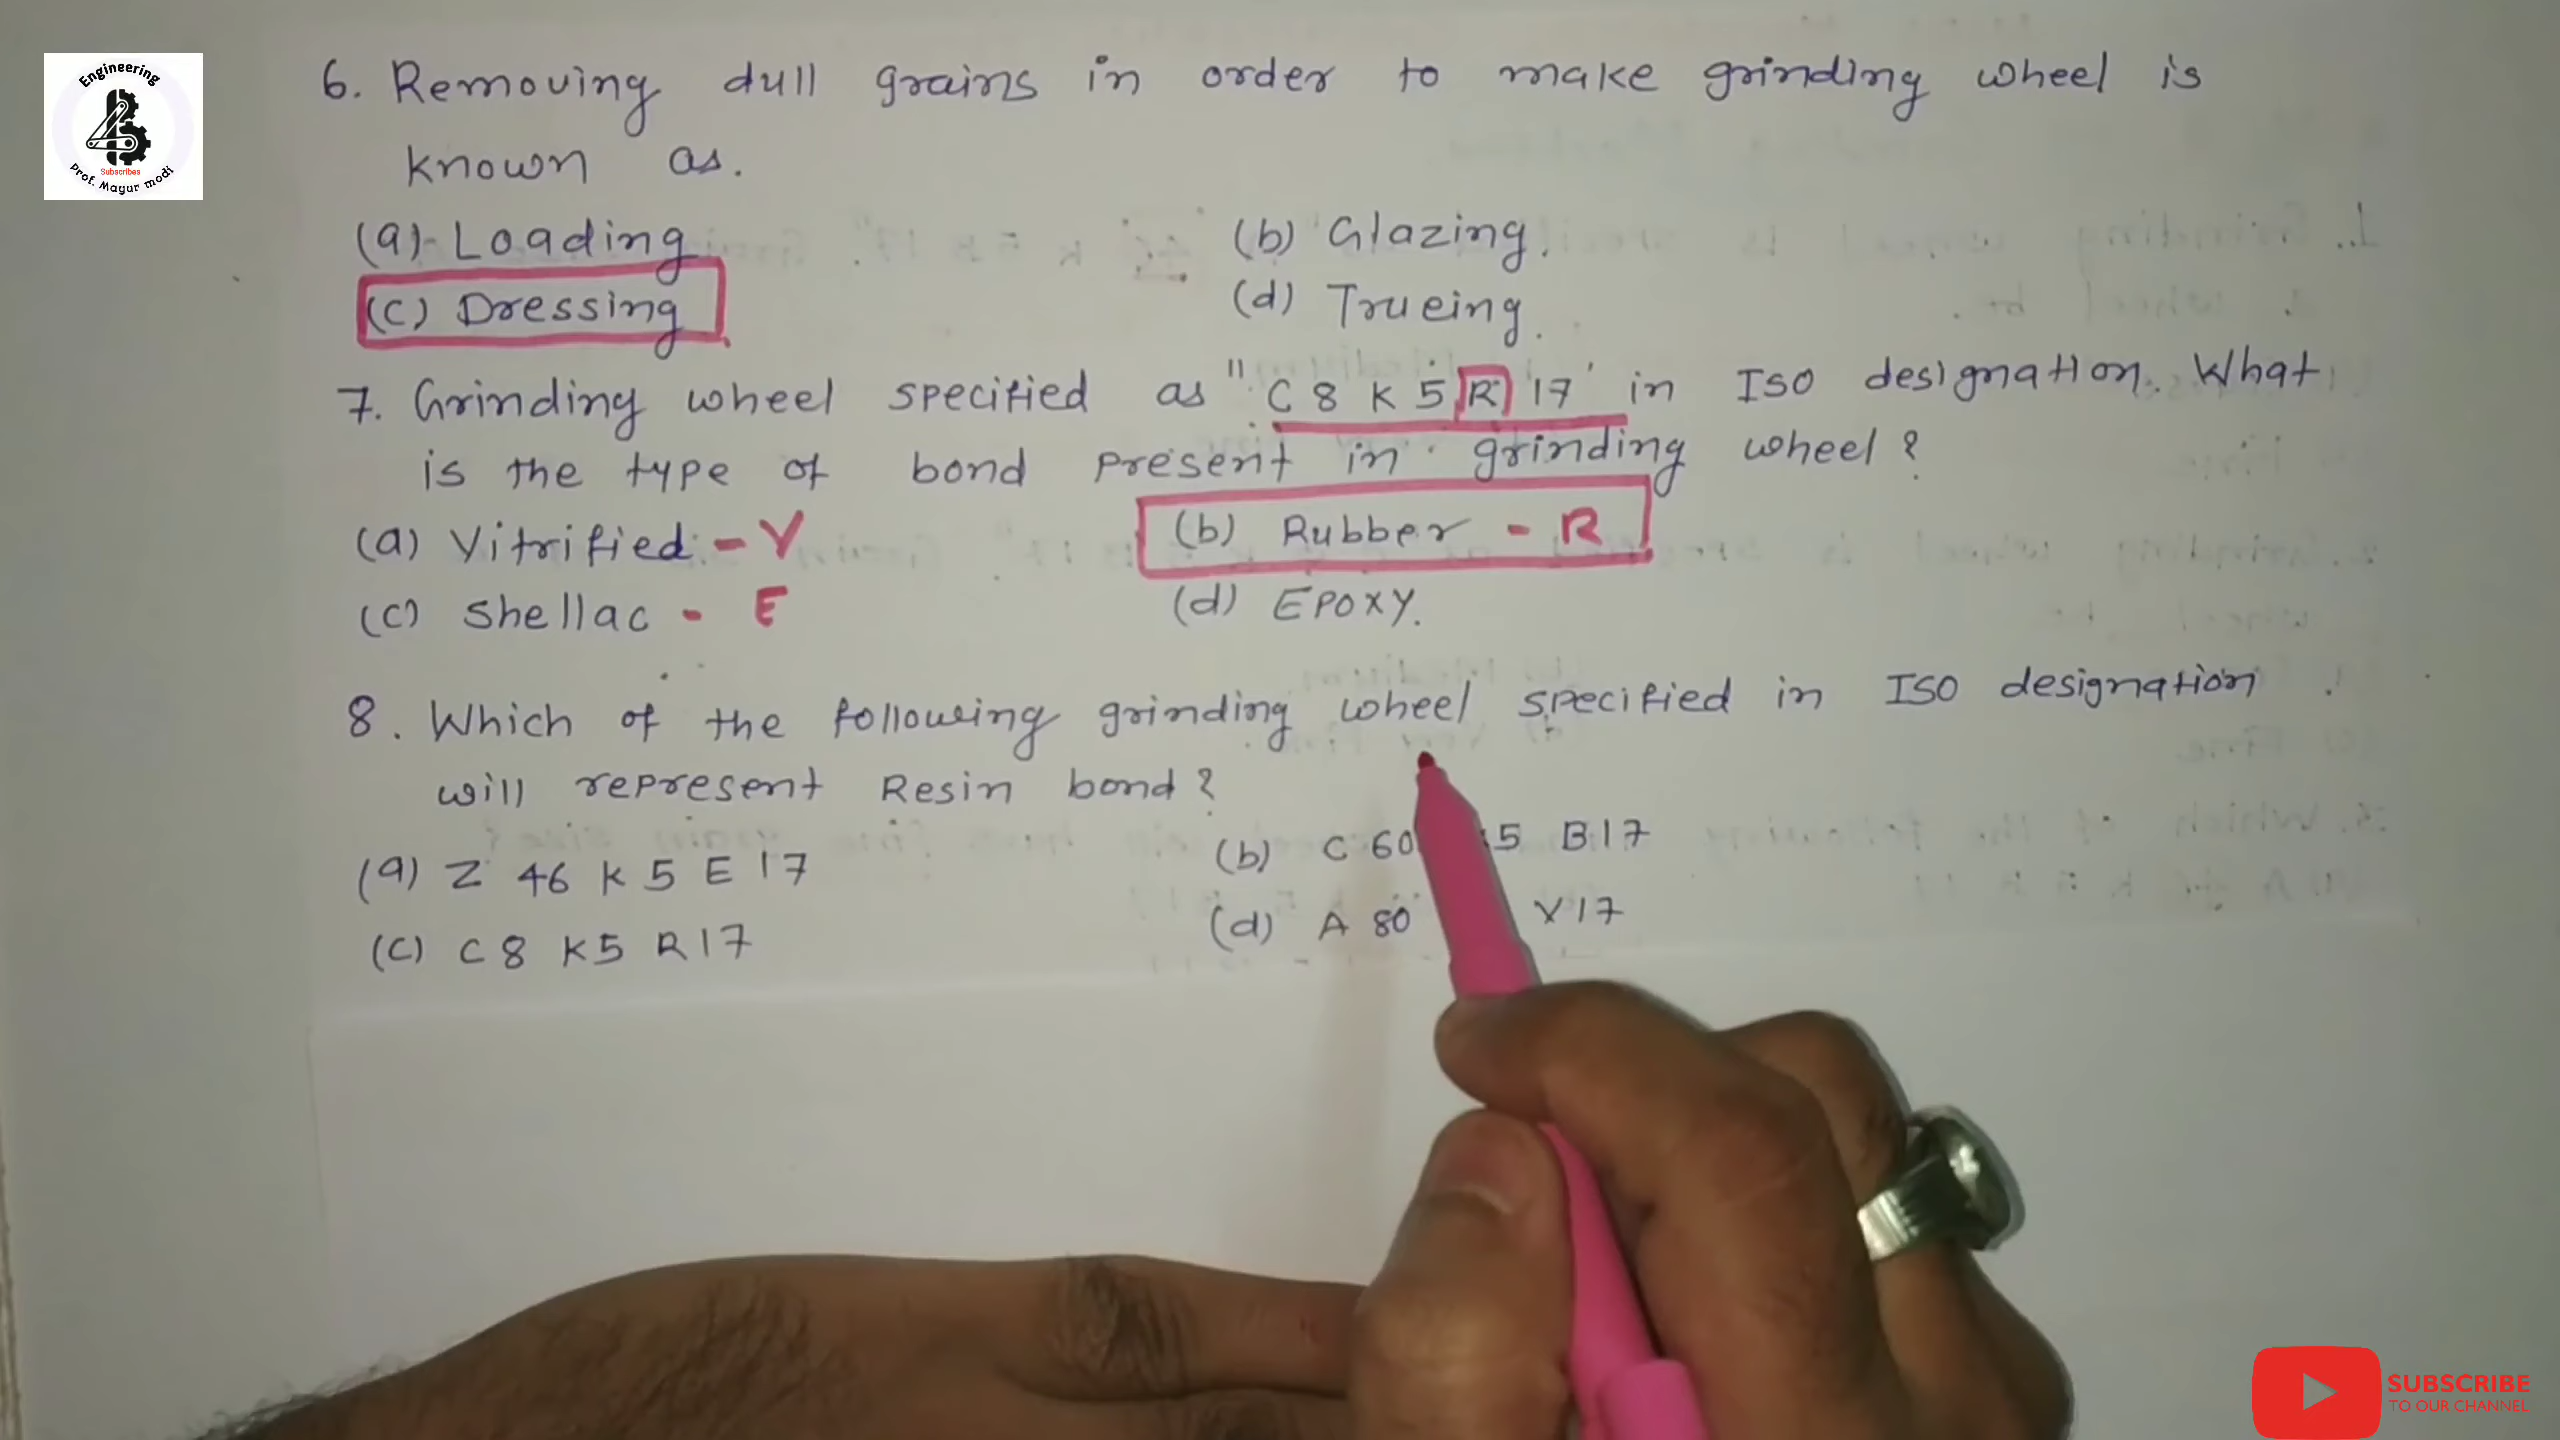 Engineering
Subscribes
Prof. Mayur modi
6. Removing dull grains in order to make grinding wheel is
known as.
(a) Loading
(b) Glazing.
(c) Dressing
(d) Trueing.
7. Grinding wheel specified as "C 8 K 5 R 17' in ISO designation. What
is the type of bond present in grinding wheel?
(a) Vitrified - V
(b) Rubber - R
(c) Shellac - E
(d) EPOXY.
8. Which of the following grinding wheel specified in ISO designation.
will represent Resin bond?
(a) Z 46 K 5 E 17
(b) C 60 5 B17
(c) C 8 K5 R17
(d) A 80 V17
SUBSCRIBE
TO OUR CHANNEL